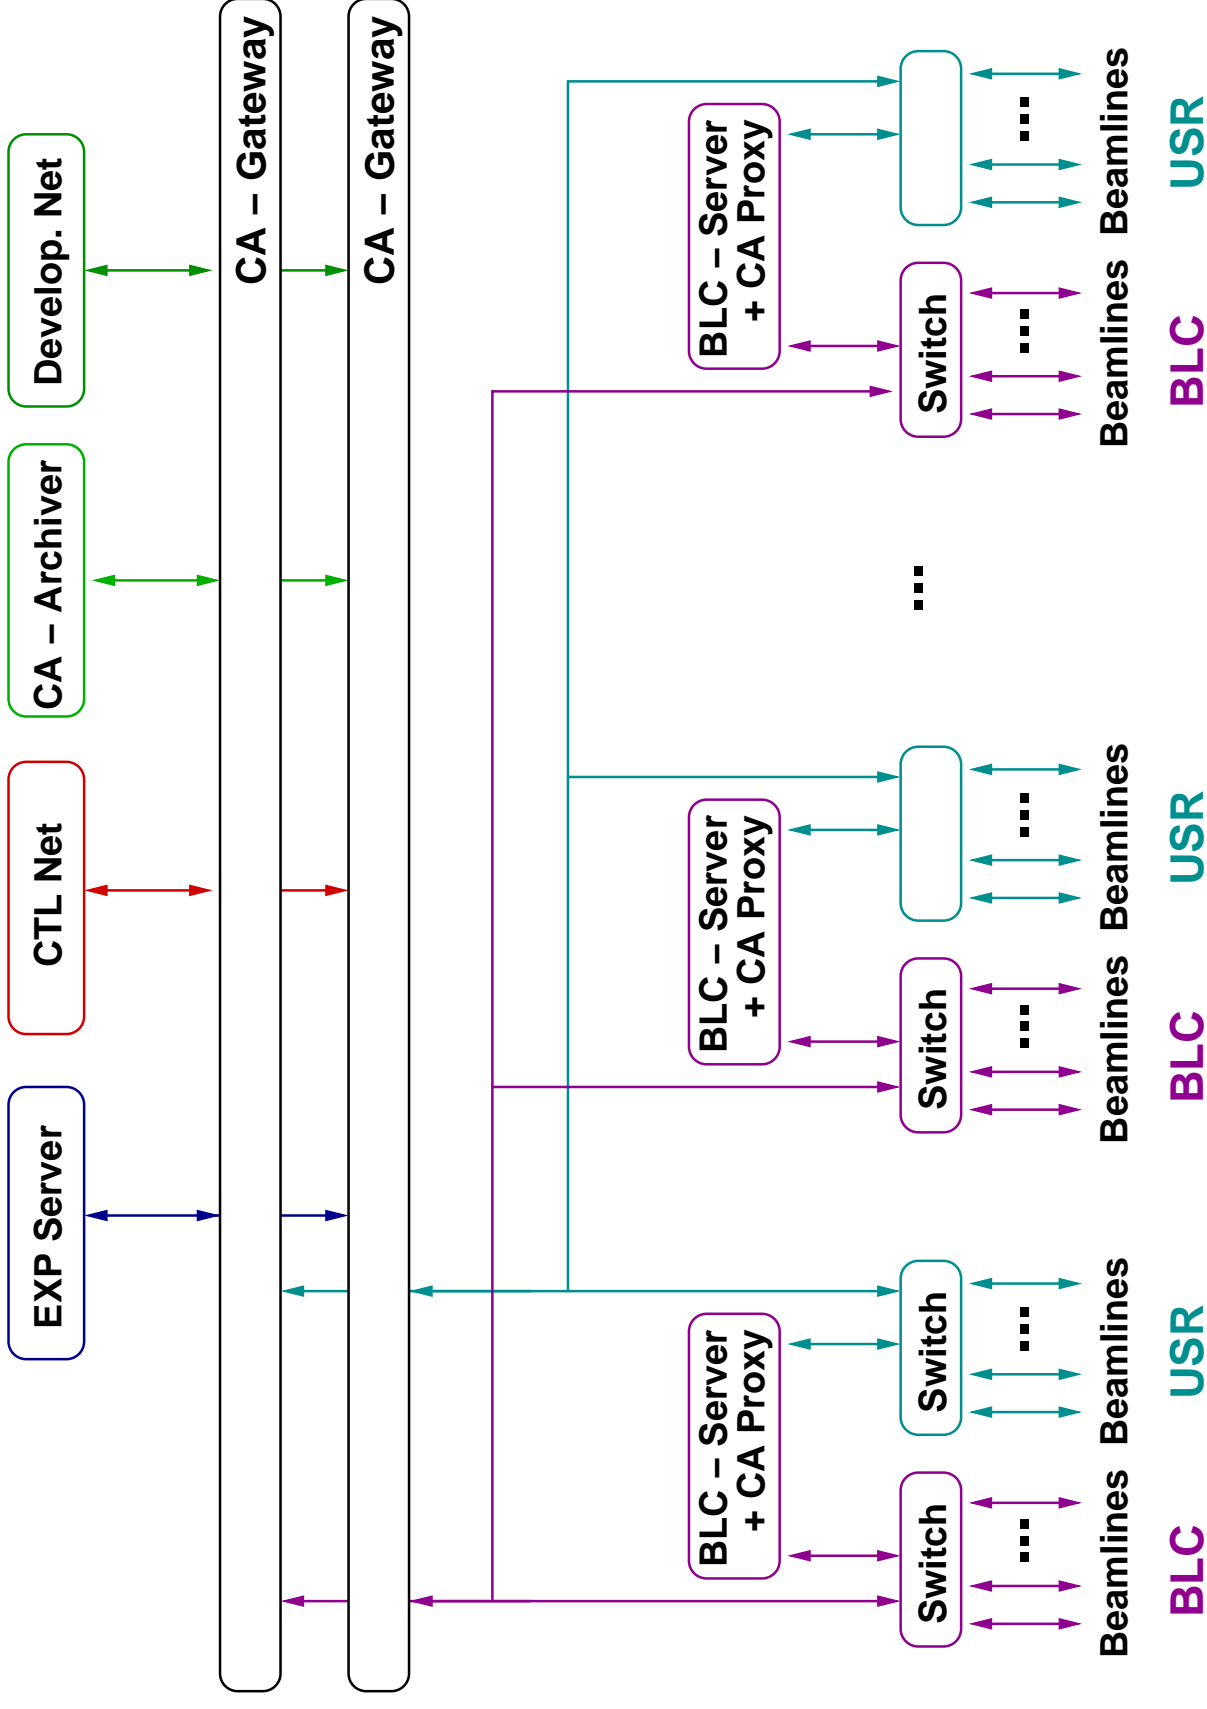 EXP Server
CTL Net
CA – Archiver
Develop. Net
CA – Gateway
CA – Gateway
BLC – Server
+ CA Proxy
BLC – Server
+ CA Proxy
BLC – Server
+ CA Proxy
Switch
Switch
Switch
Switch
Beamlines
Beamlines
Beamlines
Beamlines
Beamlines
Beamlines
BLC
USR
BLC
USR
BLC
USR